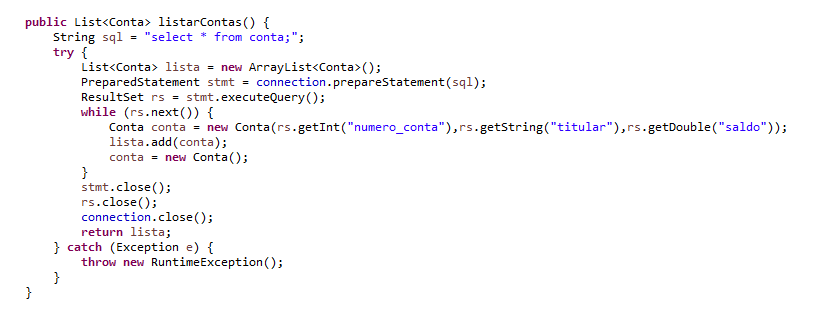 public List<Conta> listarContas() {
    String sql = "select * from conta;";
    try {
        List<Conta> lista = new ArrayList<Conta>();
        PreparedStatement stmt = connection.prepareStatement(sql);
        ResultSet rs = stmt.executeQuery();
        while (rs.next()) {
            Conta conta = new Conta(rs.getInt("numero_conta"),rs.getString("titular"),rs.getDouble("saldo"));
            lista.add(conta);
            conta = new Conta();
        }
        stmt.close();
        rs.close();
        connection.close();
        return lista;
    } catch (Exception e) {
        throw new RuntimeException();
    }
}